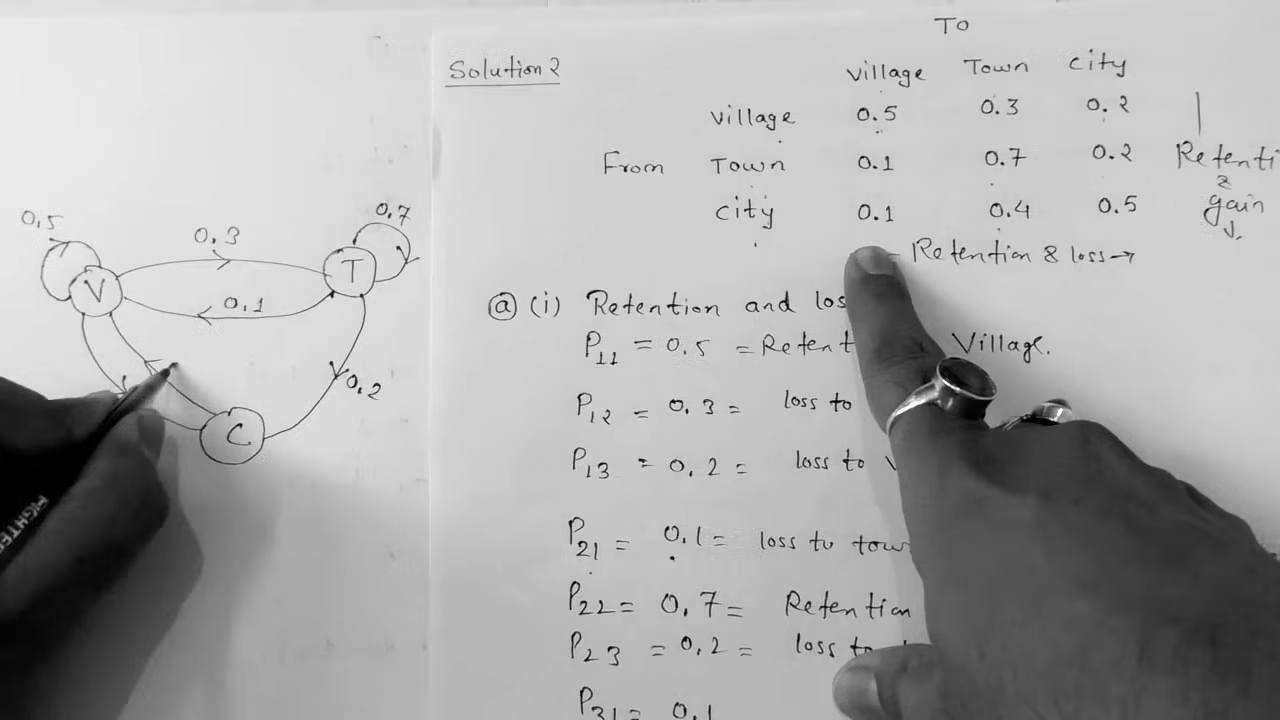 Solution 2
TO
Village Town City
Village 0.5 0.3 0.2
From Town 0.1 0.7 0.2 Retenti
&
City 0.1 0.4 0.5 gain
Retention & loss→
ⓐ (i) Retention and los
P11 = 0.5 = Retent Village.
P12 = 0.3 = loss to
P13 = 0.2 = loss to
P21 = 0.1 = loss to tow
P22 = 0.7 = Retention
P23 = 0.2 = loss to
P31 = 0.1
0.5
0.3
0.7
V
T
0.1
0.2
C